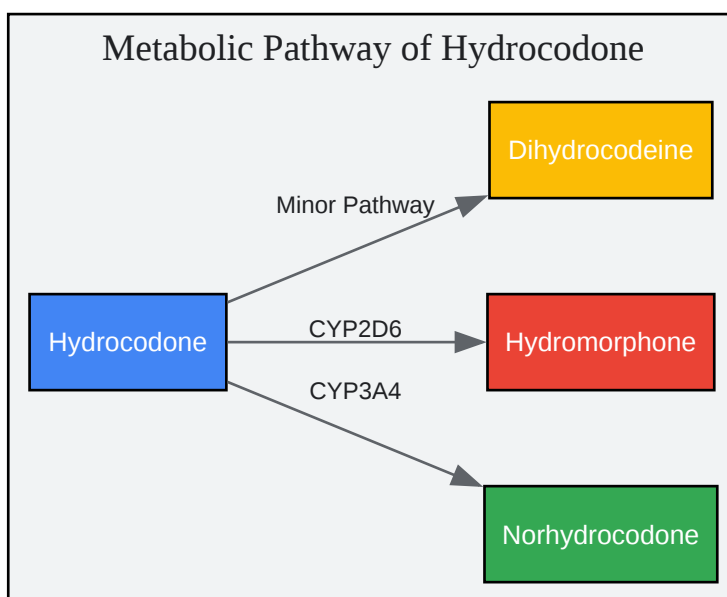 Metabolic Pathway of Hydrocodone
Dihydrocodeine
Minor Pathway
Hydrocodone
CYP2D6
Hydromorphone
CYP3A4
Norhydrocodone